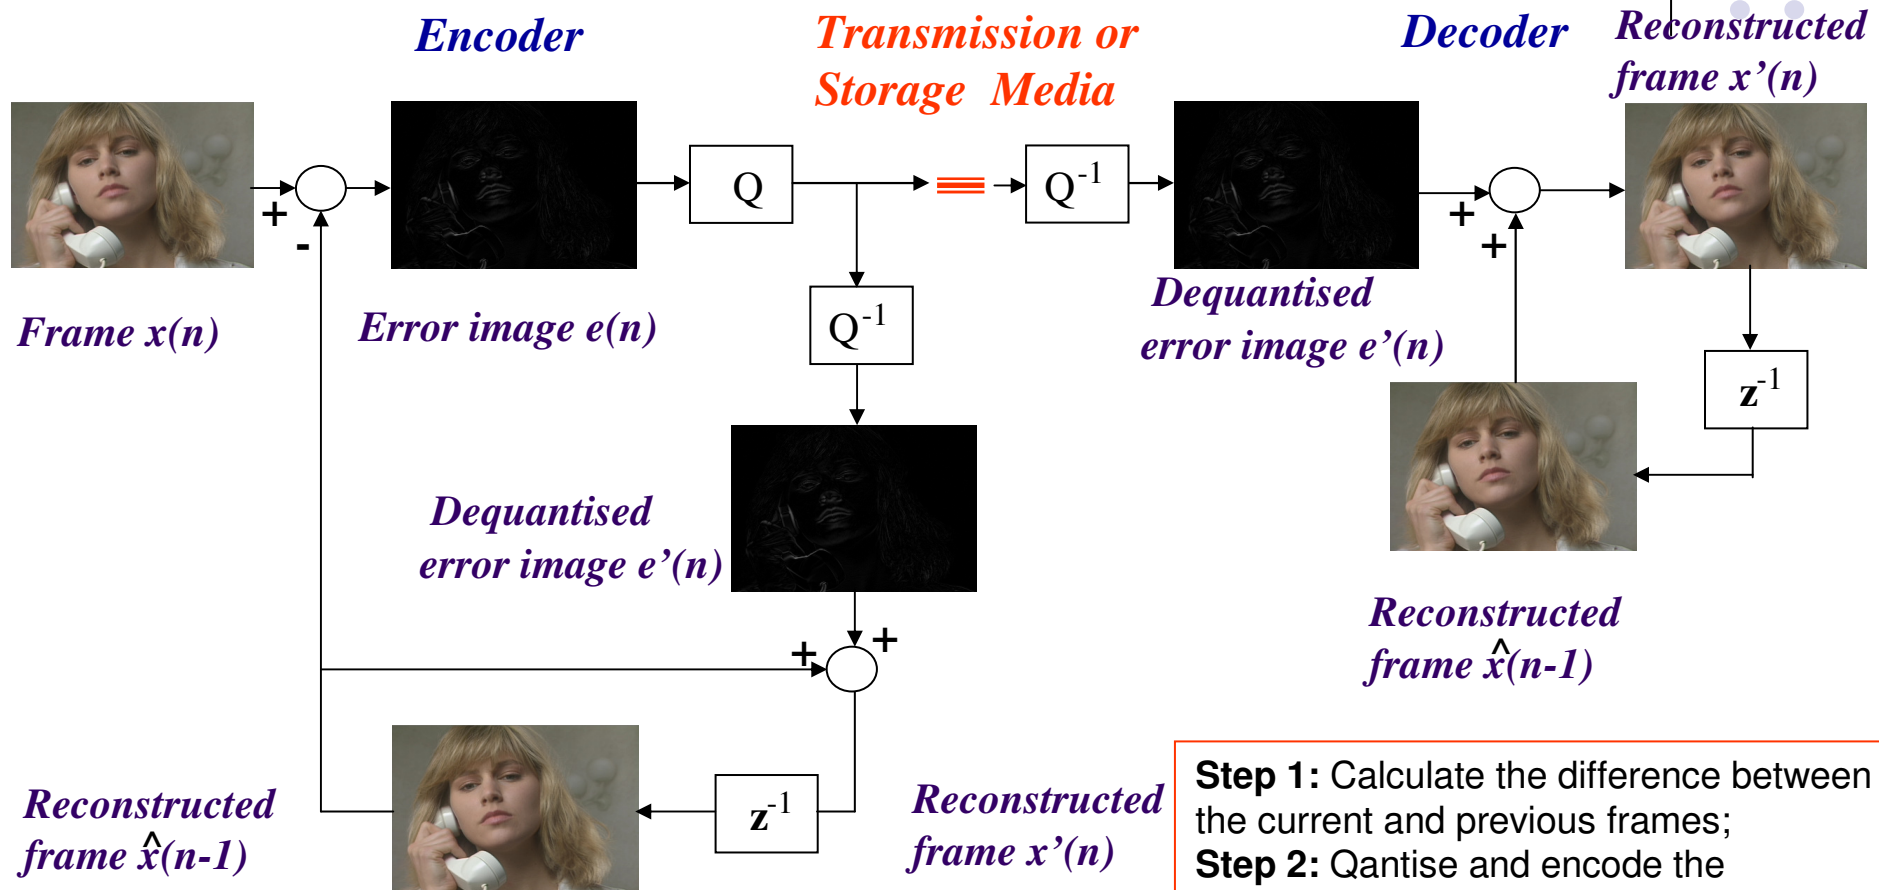 Encoder
Transmission or
Storage Media
Decoder
Reconstructed
frame x’(n)
+
-
Q
Q-1
+
+
Frame x(n)
Error image e(n)
Q-1
Dequantised
error image e’(n)
z-1
Dequantised
error image e’(n)
+
+
Reconstructed
frame x̂(n-1)
Reconstructed
frame x̂(n-1)
z-1
Reconstructed
frame x’(n)
Step 1: Calculate the difference between
the current and previous frames;
Step 2: Qantise and encode the